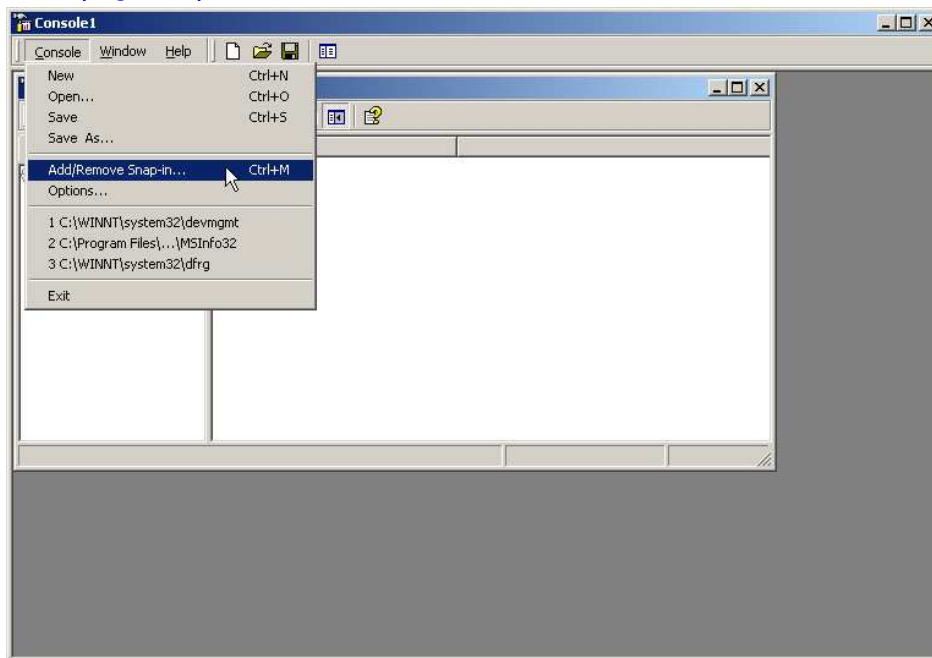 Console1
Console Window Help
New Ctrl+N
Open... Ctrl+O
Save Ctrl+S
Save As...
Add/Remove Snap-in... Ctrl+M
Options...
1 C:\WINNT\system32\devmgmt
2 C:\Program Files\...\MSInfo32
3 C:\WINNT\system32\dfrg
Exit